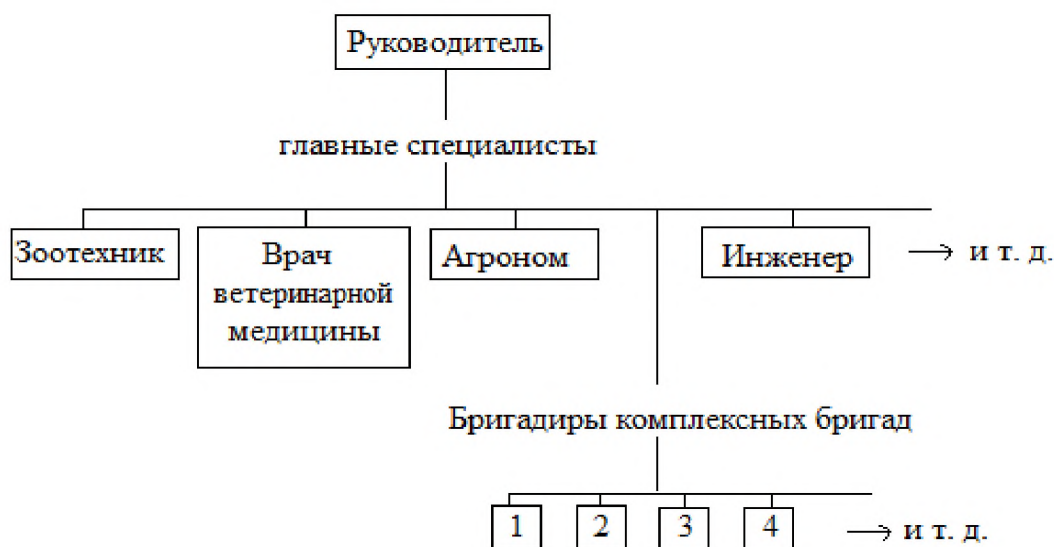 Руководитель
главные специалисты
Зоотехник
Врач
ветеринарной
медицины
Агроном
Инженер
и т. д.
Бригадиры комплексных бригад
1
2
3
4
и т. д.